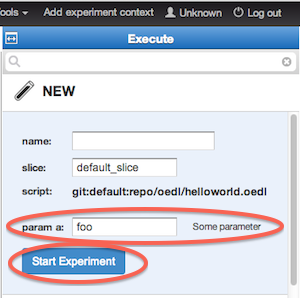 Tools Add experiment context Unknown Log out
Execute
NEW
name:
slice: default_slice
script: git:default:repo/oedl/helloworld.oedl
param a: foo Some parameter
Start Experiment